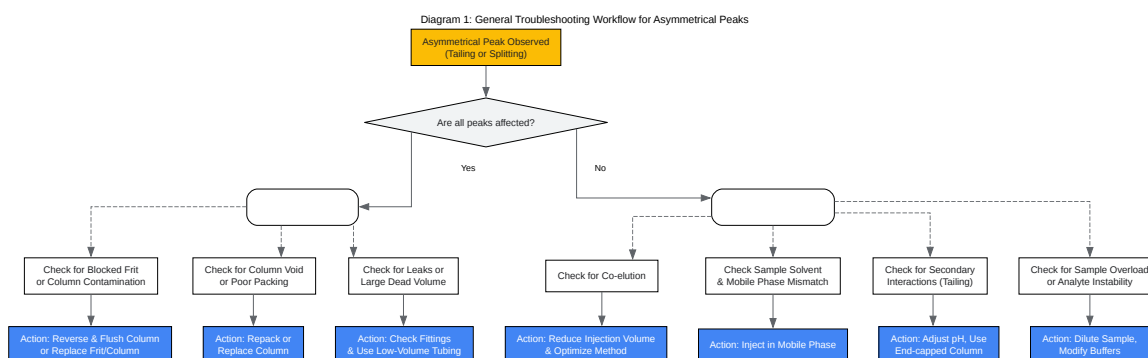 Diagram 1: General Troubleshooting Workflow for Asymmetrical Peaks
Asymmetrical Peak Observed
(Tailing or Splitting)
Are all peaks affected?
Yes
No
Check for Blocked Frit
or Column Contamination
Check for Column Void
or Poor Packing
Check for Leaks or
Large Dead Volume
Check for Co-elution
Check Sample Solvent
& Mobile Phase Mismatch
Check for Secondary
Interactions (Tailing)
Check for Sample Overload
or Analyte Instability
Action: Reverse & Flush Column
or Replace Frit/Column
Action: Repack or
Replace Column
Action: Check Fittings
& Use Low-Volume Tubing
Action: Reduce Injection Volume
& Optimize Method
Action: Inject in Mobile Phase
Action: Adjust pH, Use
End-capped Column
Action: Dilute Sample,
Modify Buffers